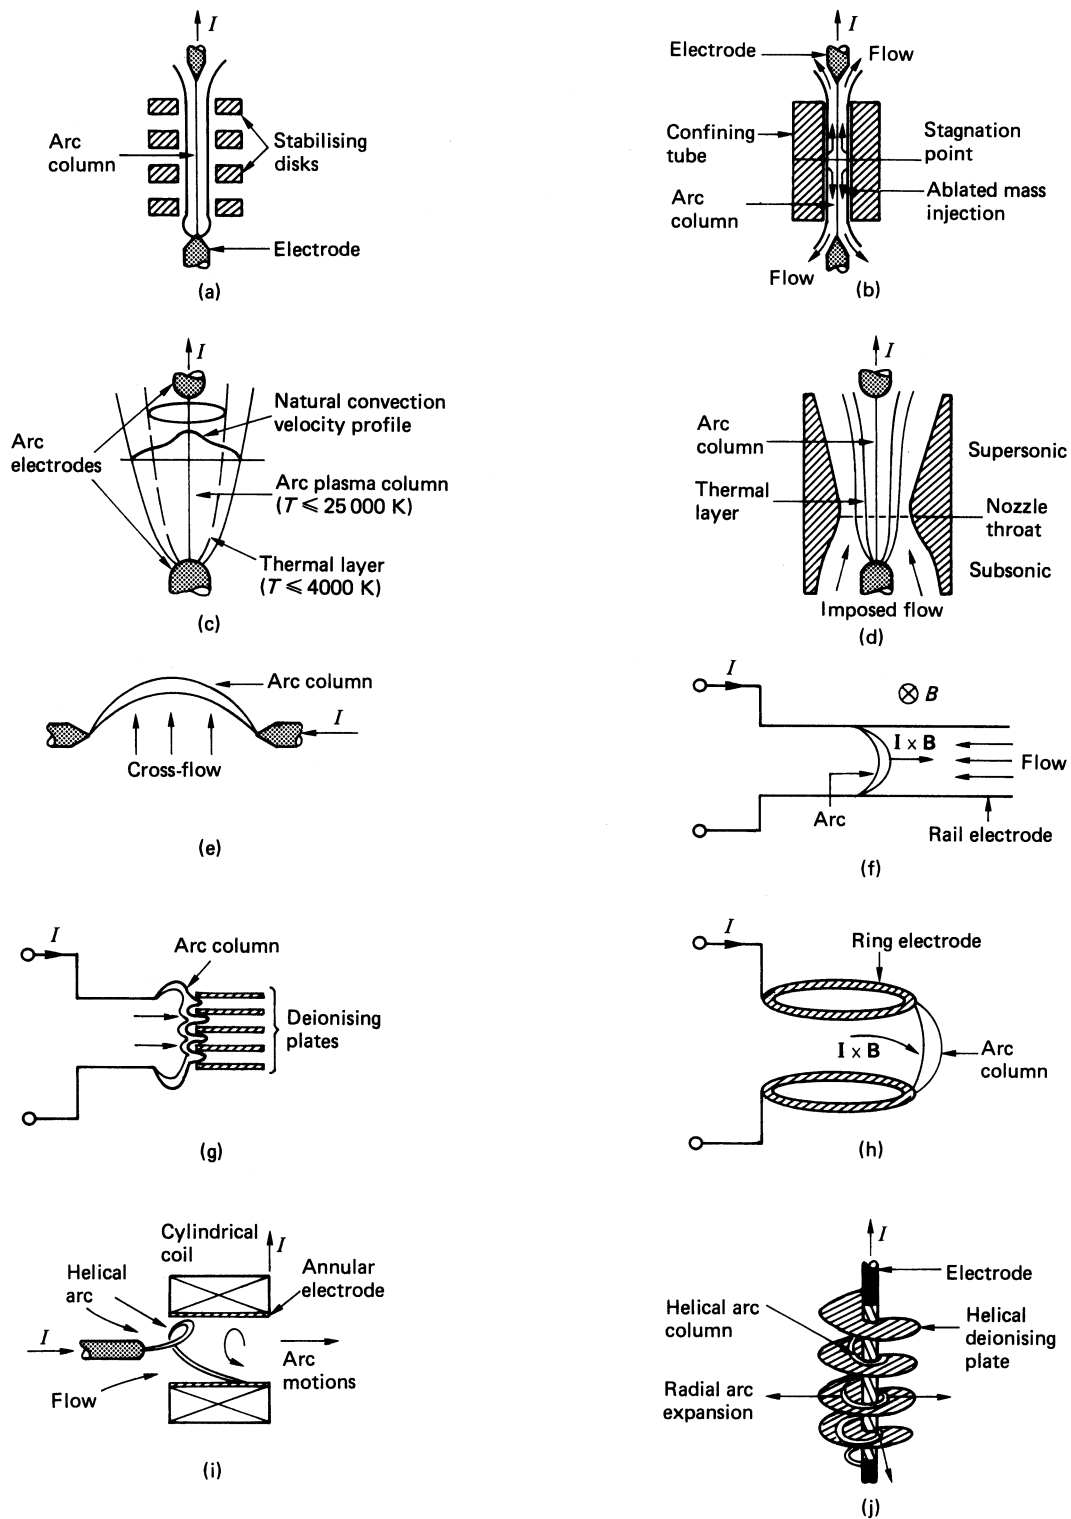 I
Arc
column
Stabilising
disks
Electrode
(a)
I
Electrode
Flow
Confining
tube
Stagnation
point
Arc
column
Ablated mass
injection
Flow
(b)
I
Natural convection
velocity profile
Arc
electrodes
Arc plasma column
(T ⩽ 25 000 K)
Thermal layer
(T ⩽ 4000 K)
(c)
I
Arc
column
Supersonic
Thermal
layer
Nozzle
throat
Subsonic
Imposed flow
(d)
Arc column
I
Cross-flow
(e)
I
B
I x B
Flow
Arc
Rail electrode
(f)
I
Arc column
Deionising
plates
(g)
I
Ring electrode
I x B
Arc
column
(h)
Cylindrical
coil
I
Helical
arc
Annular
electrode
I
Arc
motions
Flow
(i)
I
Electrode
Helical arc
column
Helical
deionising
plate
Radial arc
expansion
(j)